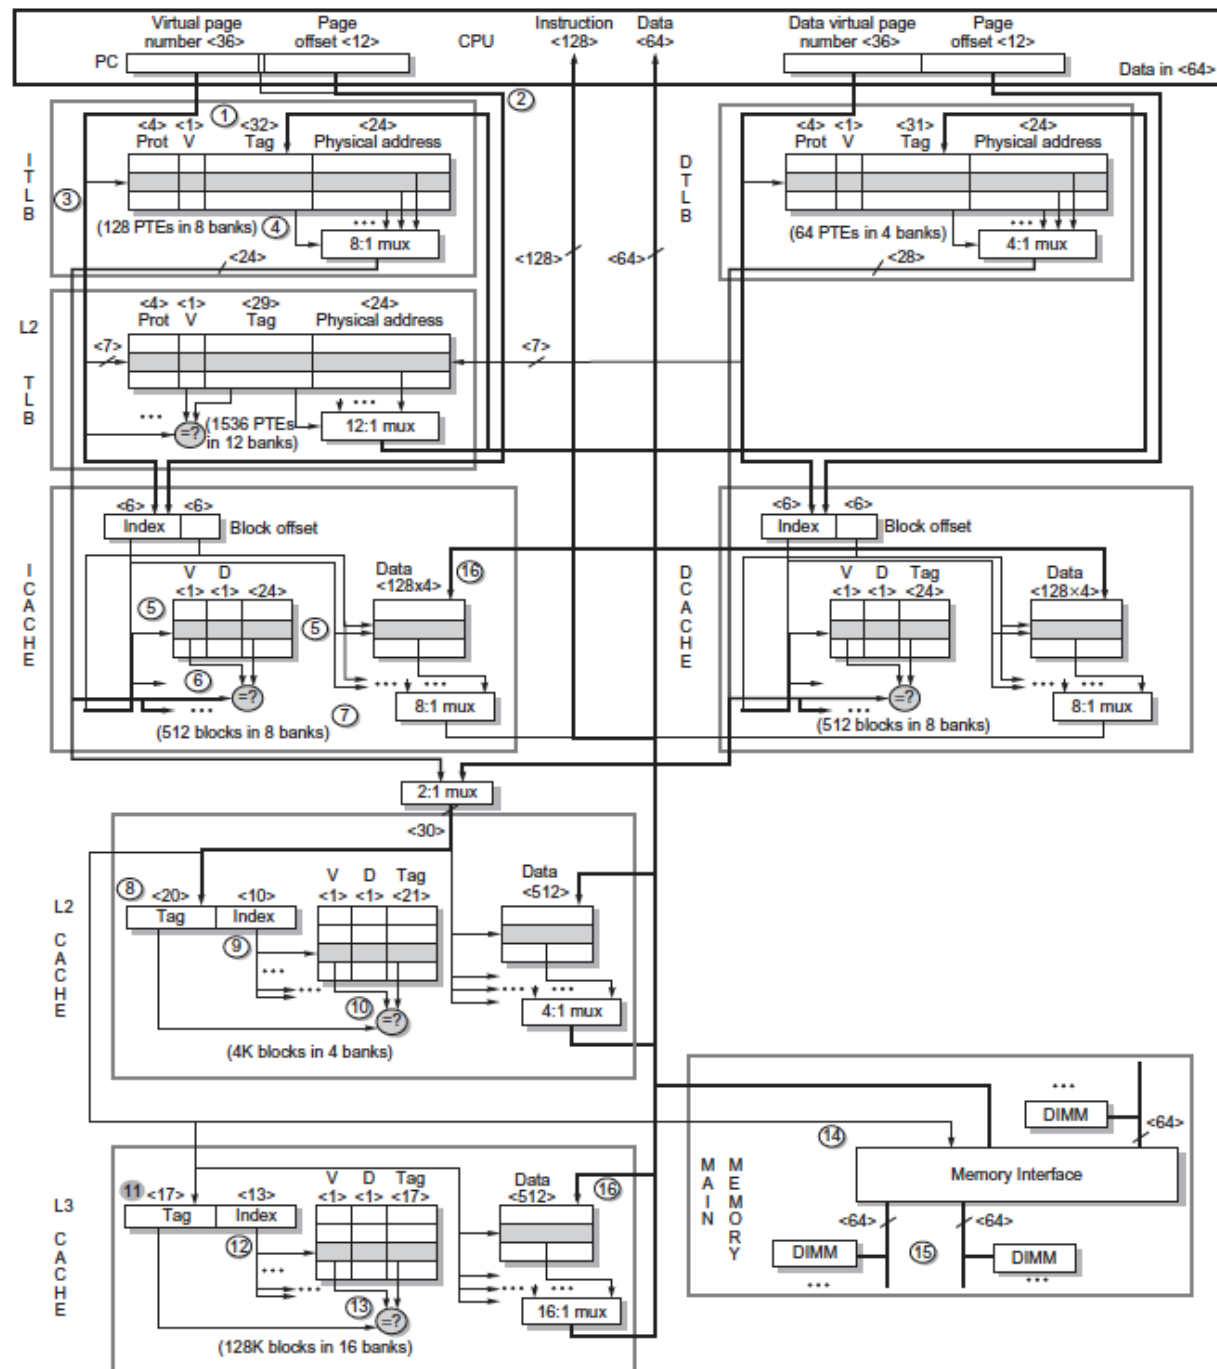 Virtual page
number <36>
Page
offset <12>
CPU
Instruction
<128>
Data
<64>
Data virtual page
number <36>
Page
offset <12>
PC
Data in <64>
1
2
I
T
L
B
<4> <1> <32> <24>
Prot V Tag Physical address
3
(128 PTEs in 8 banks)
4
...
8:1 mux
<24>
D
T
L
B
<4> <1> <31> <24>
Prot V Tag Physical address
(64 PTEs in 4 banks)
...
4:1 mux
<28>
<128>
<64>
L2
T
L
B
<4> <1> <29> <24>
Prot V Tag Physical address
<7>
<7>
...
=?
(1536 PTEs
in 12 banks)
...
12:1 mux
I
C
A
C
H
E
<6> <6>
Index
Block offset
V D
<1> <1> <24>
5
5
Data
<128x4>
16
6
=?
...
...
7
(512 blocks in 8 banks)
... ...
8:1 mux
D
C
A
C
H
E
<6> <6>
Index
Block offset
V D Tag
<1> <1> <24>
Data
<128×4>
=?
...
...
(512 blocks in 8 banks)
... ...
8:1 mux
2:1 mux
<30>
L2
C
A
C
H
E
8
<20> <10>
Tag Index
V D Tag
<1> <1> <21>
Data
<512>
9
...
...
10
=?
(4K blocks in 4 banks)
...
... ...
4:1 mux
L3
C
A
C
H
E
11
<17> <13>
Tag Index
V D Tag
<1> <1> <17>
Data
<512>
16
12
...
...
13
=?
(128K blocks in 16 banks)
...
... ...
16:1 mux
M
A
I
N
M
E
M
O
R
Y
...
DIMM
<64>
14
Memory Interface
<64>
<64>
DIMM
...
15
DIMM
...